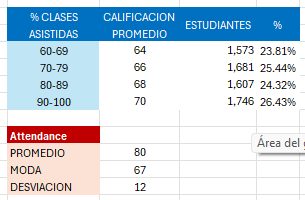 % CLASES ASISTIDAS CALIFICACION PROMEDIO ESTUDIANTES %
60-69 64 1,573 23.81%
70-79 66 1,681 25.44%
80-89 68 1,607 24.32%
90-100 70 1,746 26.43%
Attendance
Área del
PROMEDIO 80
MODA 67
DESVIACION 12